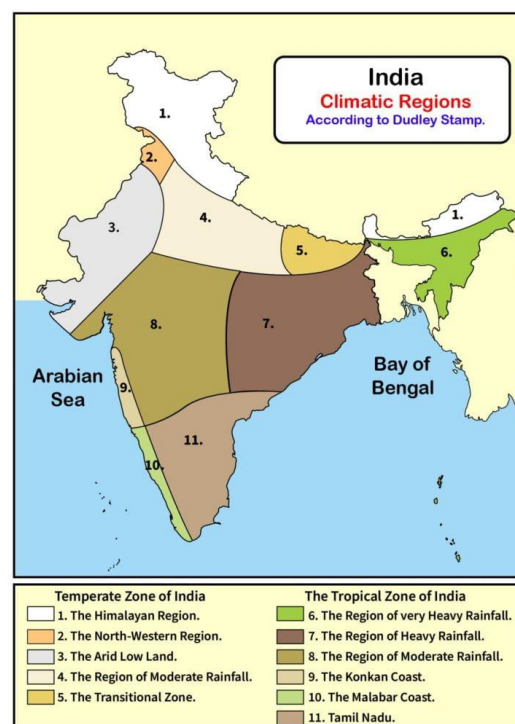 India
Climatic Regions
According to Dudley Stamp.
1.
2.
3.
4.
5.
1.
6.
8.
7.
Arabian
Sea
Bay of
Bengal
9.
11.
10.
Temperate Zone of India
1. The Himalayan Region.
2. The North-Western Region.
3. The Arid Low Land.
4. The Region of Moderate Rainfall.
5. The Transitional Zone.
The Tropical Zone of India
6. The Region of very Heavy Rainfall.
7. The Region of Heavy Rainfall.
8. The Region of Moderate Rainfall.
9. The Konkan Coast.
10. The Malabar Coast.
11. Tamil Nadu.